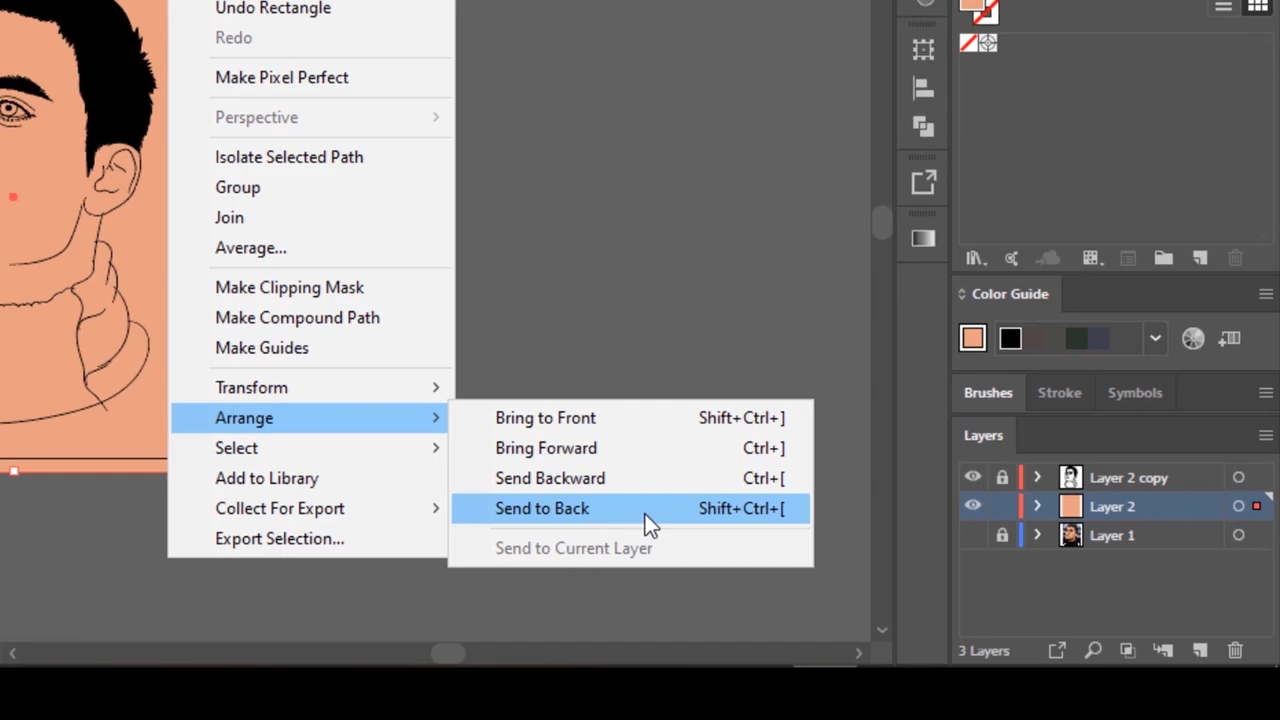 Undo Rectangle
Redo
Make Pixel Perfect
Perspective
Isolate Selected Path
Group
Join
Average...
Make Clipping Mask
Make Compound Path
Make Guides
Transform
Arrange
Select
Add to Library
Collect For Export
Export Selection...
Bring to Front Shift+Ctrl+]
Bring Forward Ctrl+]
Send Backward Ctrl+[
Send to Back Shift+Ctrl+[
Send to Current Layer
Color Guide
Brushes Stroke Symbols
Layers
Layer 2 copy
Layer 2
Layer 1
3 Layers